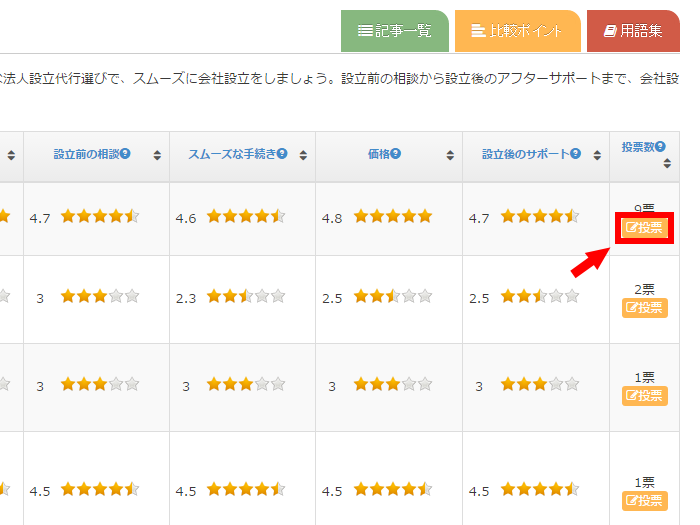 記事一覧 比較ポイント 用語集
な法人設立代行選びで、スムーズに会社設立をしましょう。設立前の相談から設立後のアフターサポートまで、会社設
設立前の相談 スムーズな手続き 価格 設立後のサポート 投票数
4.7 4.6 4.8 4.7 9票
投票
3 2.3 2.5 2.5 2票
投票
3 3 3 3 1票
投票
4.5 4.5 4.5 4.5 1票
投票